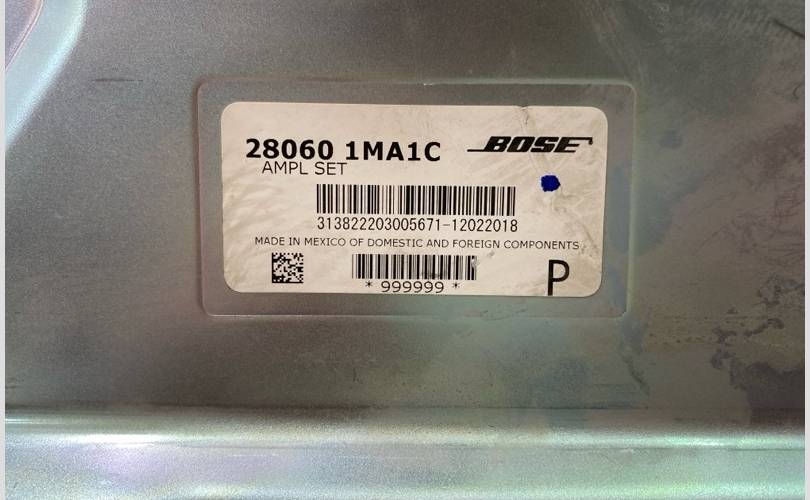 28060 1MA1C BOSE
AMPL SET
313822203005671-12022018
MADE IN MEXICO OF DOMESTIC AND FOREIGN COMPONENTS
* 999999 *
P